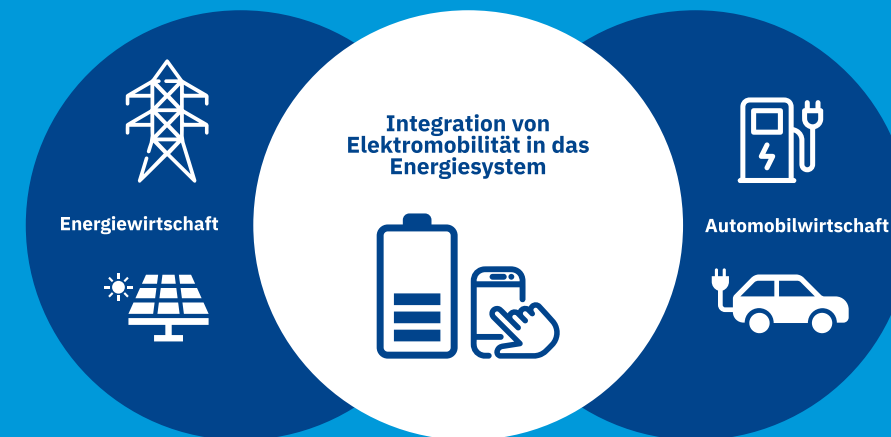 Integration von
Elektromobilität in das
Energiesystem
Energiewirtschaft
Automobilwirtschaft